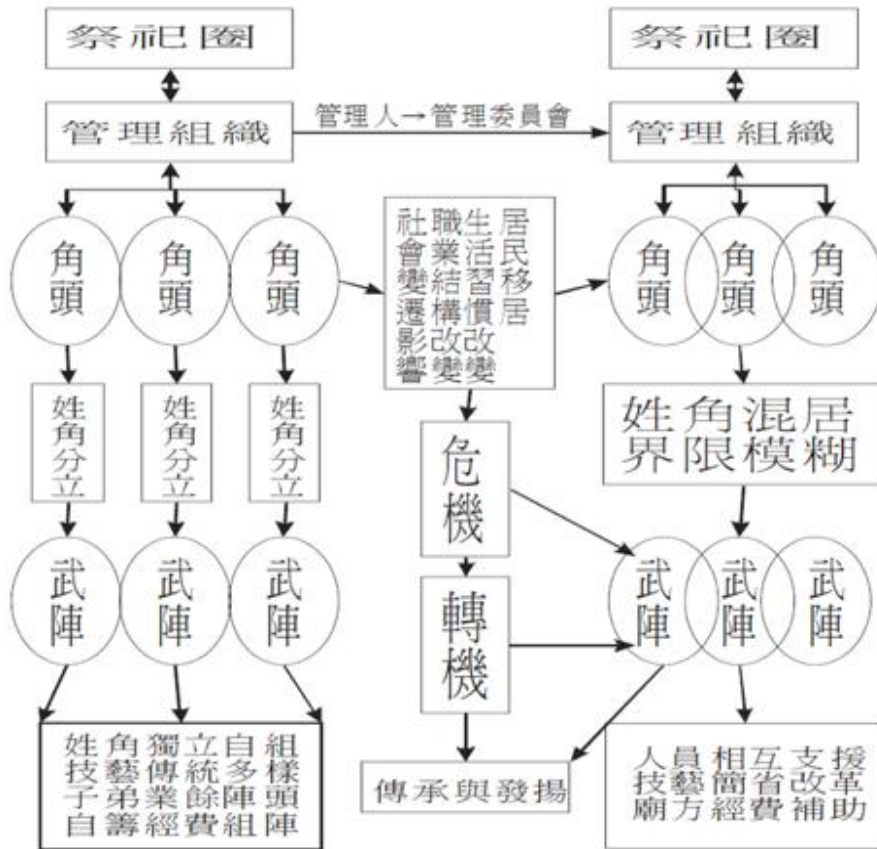 祭祀圈
祭祀圈
管理組織
管理人→管理委員會
管理組織
角頭
角頭
角頭
居民移居
生活習慣改變
職業結構改變
社會變遷影響
角頭
角頭
角頭
姓角分立
姓角分立
姓角分立
危機
姓角混居
界限模糊
武陣
武陣
武陣
轉機
武陣
武陣
武陣
姓角獨立自組
技藝傳統多樣
子弟業餘陣頭
自籌經費組陣
傳承與發揚
人員相互支援
技藝簡省改革
廟方經費補助